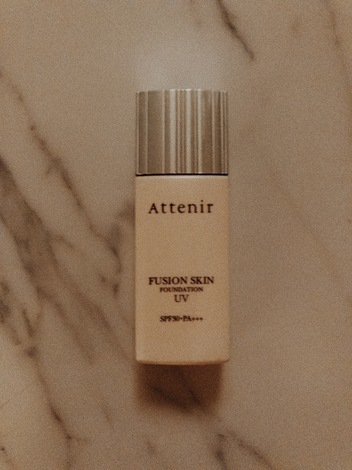 Attenir
FUSION SKIN
FOUNDATION
UV
SPF30・PA+++